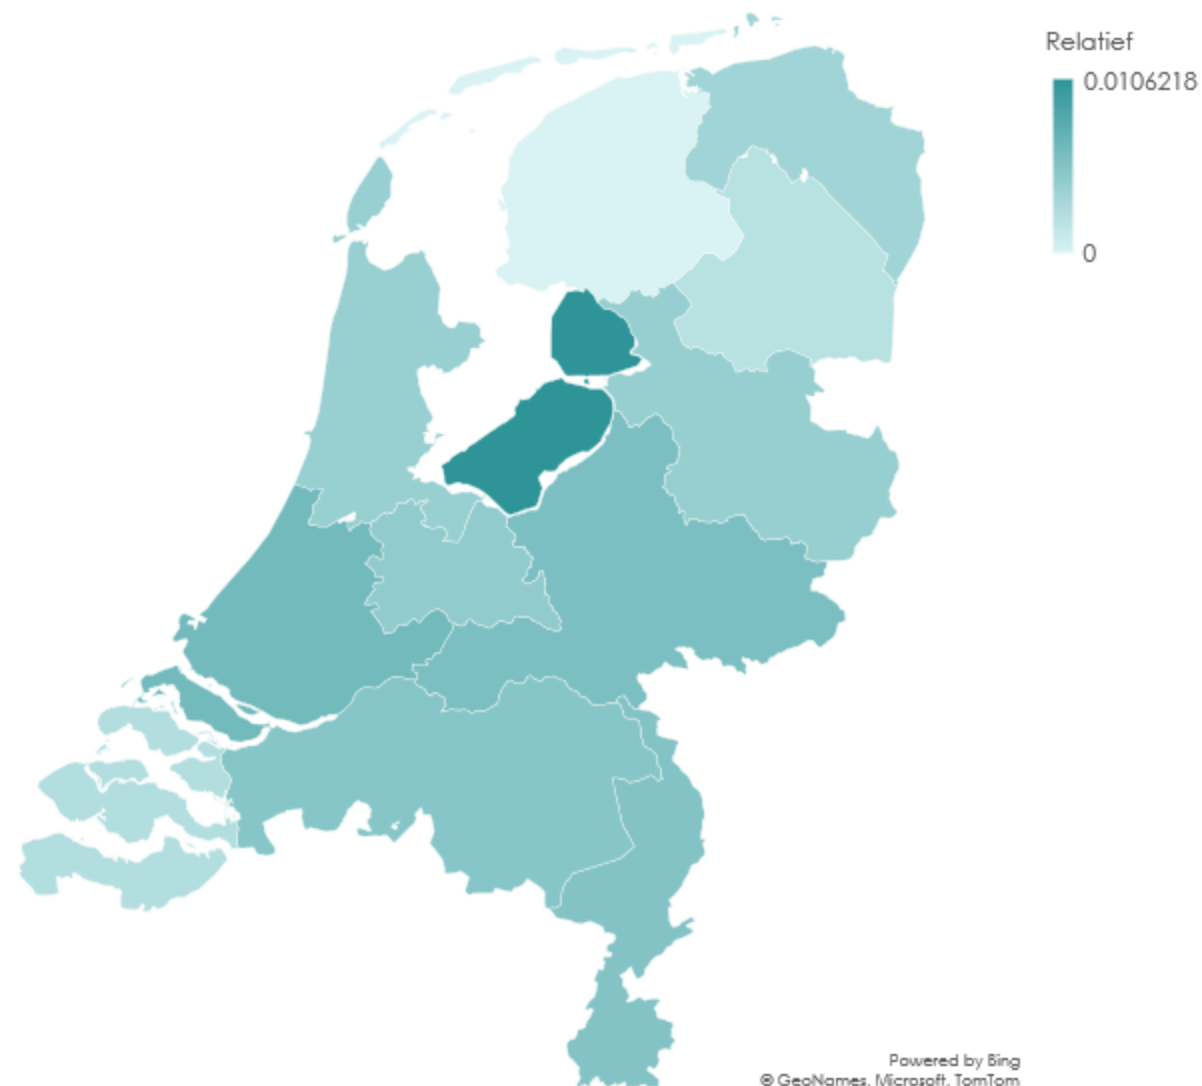 Relatief
0.0106218
0
Powered by Bing
© GeoNames, Microsoft, TomTom